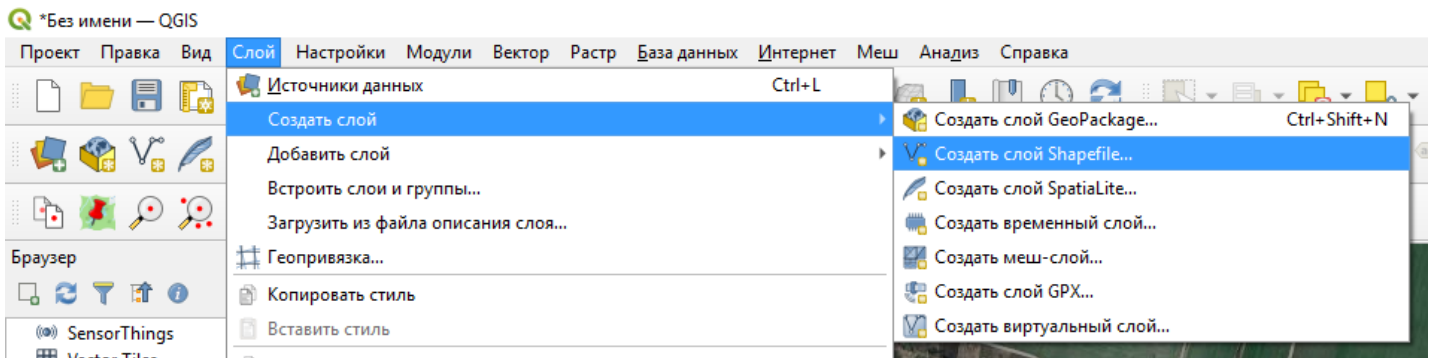 *Без имени — QGIS
Проект Правка Вид Слой Настройки Модули Вектор Растр База данных Интернет Меш Анализ Справка
Источники данных Ctrl+L
Создать слой
Добавить слой
Встроить слои и группы...
Загрузить из файла описания слоя...
Геопривязка...
Копировать стиль
Вставить стиль
Создать слой GeoPackage... Ctrl+Shift+N
Создать слой Shapefile...
Создать слой SpatiaLite...
Создать временный слой...
Создать меш-слой...
Создать слой GPX...
Создать виртуальный слой...
Браузер
SensorThings
Vector Tiles